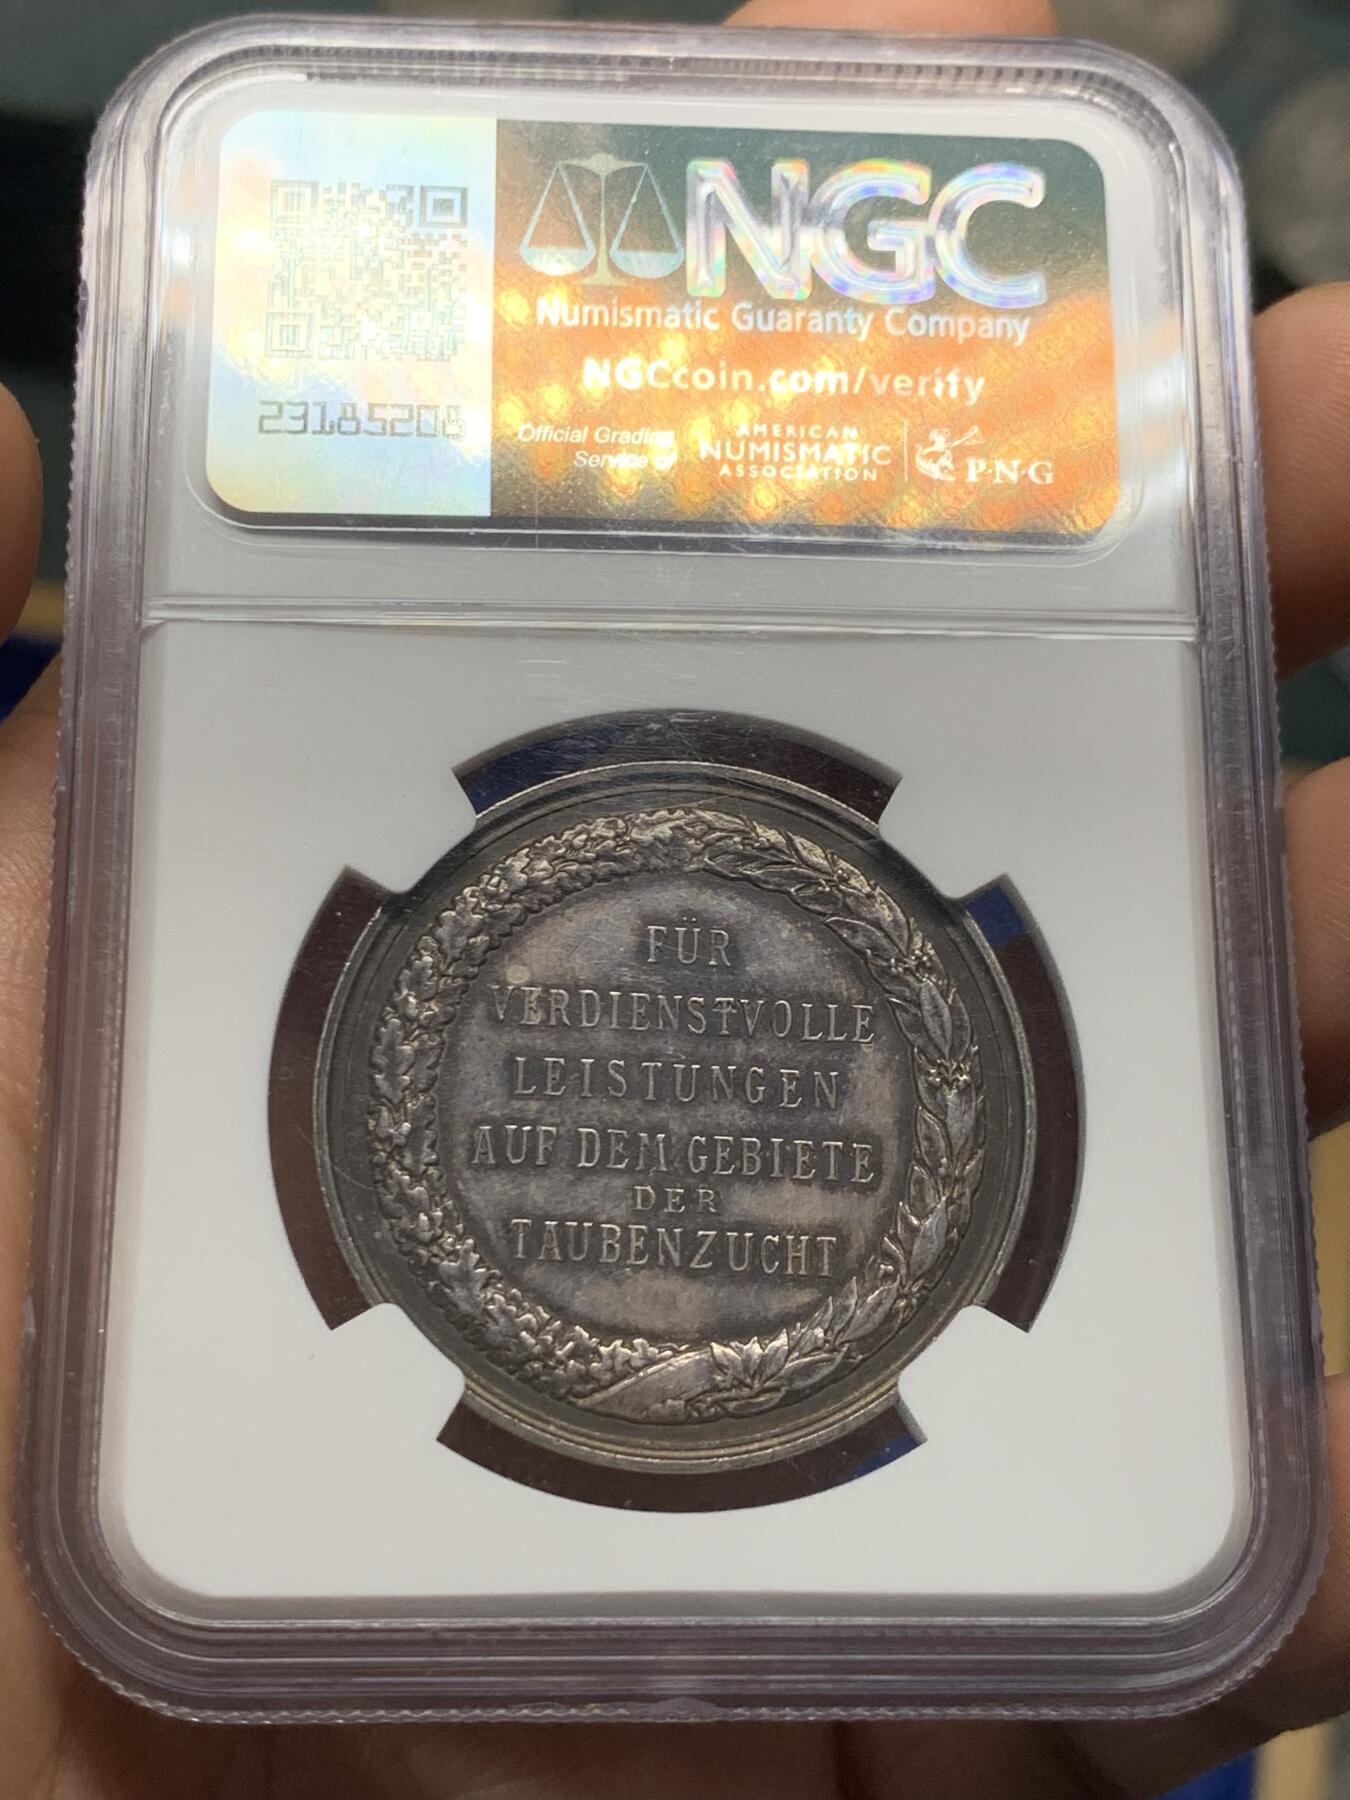 NGC
Numismatic Guaranty Company
NGCcoin.com/verify
23185208
Official Grading
Service of
AMERICAN
NUMISMATIC
ASSOCIATION
P·N·G
FÜR
VERDIENSTVOLLE
LEISTUNGEN
AUF DEM GEBIETE
DER
TAUBENZUCHT